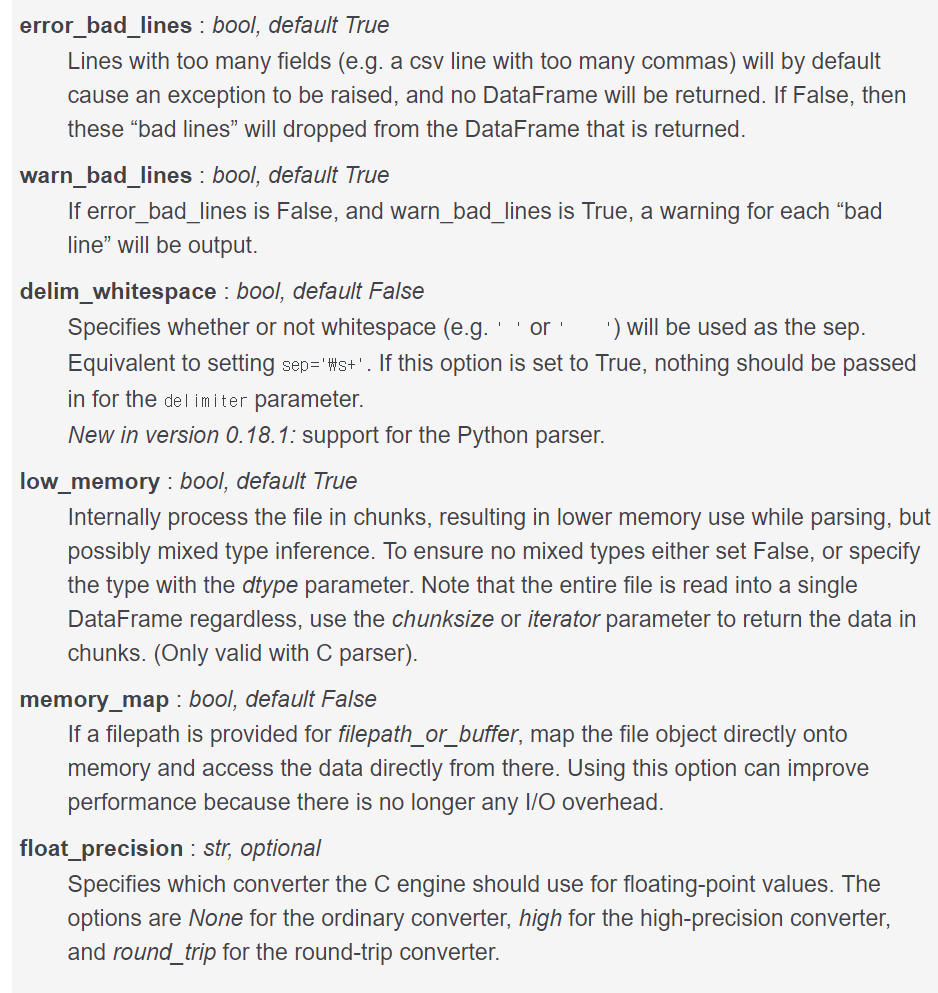 error_bad_lines : bool, default True
Lines with too many fields (e.g. a csv line with too many commas) will by default
cause an exception to be raised, and no DataFrame will be returned. If False, then
these “bad lines” will dropped from the DataFrame that is returned.
warn_bad_lines : bool, default True
If error_bad_lines is False, and warn_bad_lines is True, a warning for each “bad
line” will be output.
delim_whitespace : bool, default False
Specifies whether or not whitespace (e.g. ' ' or '    ') will be used as the sep.
Equivalent to setting sep='₩s+'. If this option is set to True, nothing should be passed
in for the delimiter parameter.
New in version 0.18.1: support for the Python parser.
low_memory : bool, default True
Internally process the file in chunks, resulting in lower memory use while parsing, but
possibly mixed type inference. To ensure no mixed types either set False, or specify
the type with the dtype parameter. Note that the entire file is read into a single
DataFrame regardless, use the chunksize or iterator parameter to return the data in
chunks. (Only valid with C parser).
memory_map : bool, default False
If a filepath is provided for filepath_or_buffer, map the file object directly onto
memory and access the data directly from there. Using this option can improve
performance because there is no longer any I/O overhead.
float_precision : str, optional
Specifies which converter the C engine should use for floating-point values. The
options are None for the ordinary converter, high for the high-precision converter,
and round_trip for the round-trip converter.